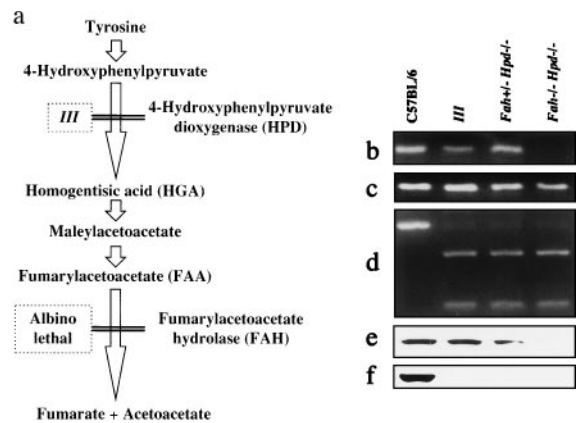 a
Tyrosine
4-Hydroxyphenylpyruvate
III
4-Hydroxyphenylpyruvate
dioxygenase (HPD)
Homogentisic acid (HGA)
Maleylacetoacetate
Fumarylacetoacetate (FAA)
Albino
lethal
Fumarylacetoacetate
hydrolase (FAH)
Fumarate + Acetoacetate
C57BL/6
III
Fah+/- Hpd-/-
Fah-/- Hpd-/-
b
c
d
e
f